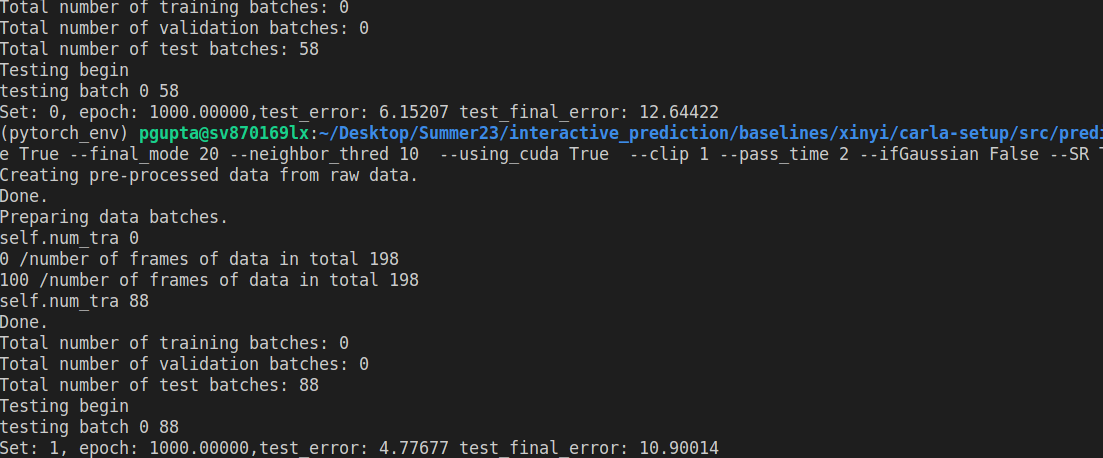 Total number of training batches: 0
Total number of validation batches: 0
Total number of test batches: 58
Testing begin
testing batch 0 58
Set: 0, epoch: 1000.00000,test_error: 6.15207 test_final_error: 12.64422
(pytorch_env) pgupta@sv870169lx:~/Desktop/Summer23/interactive_prediction/baselines/xinyi/carla-setup/src/predi
e True --final_mode 20 --neighbor_thred 10  --using_cuda True  --clip 1 --pass_time 2 --ifGaussian False --SR T
Creating pre-processed data from raw data.
Done.
Preparing data batches.
self.num_tra 0
0 /number of frames of data in total 198
100 /number of frames of data in total 198
self.num_tra 88
Done.
Total number of training batches: 0
Total number of validation batches: 0
Total number of test batches: 88
Testing begin
testing batch 0 88
Set: 1, epoch: 1000.00000,test_error: 4.77677 test_final_error: 10.90014